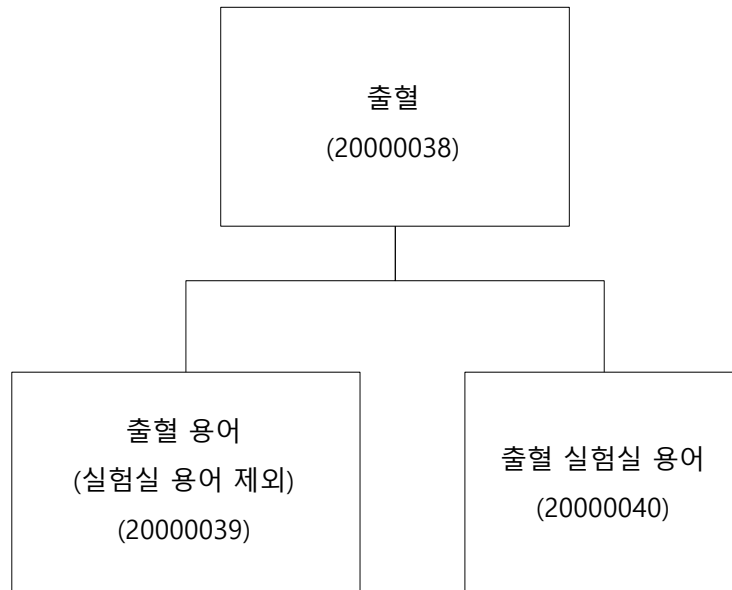 출혈
(20000038)
출혈 용어
(실험실 용어 제외)
(20000039)
출혈 실험실 용어
(20000040)